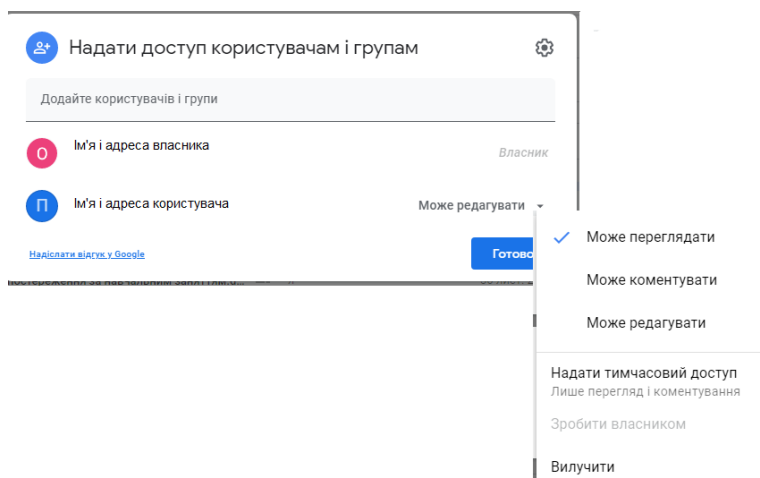 Надати доступ користувачам і групам
Додайте користувачів і групи
О
Ім'я і адреса власника
Власник
П
Ім'я і адреса користувача
Може редагувати
Надіслати відгук у Google
Готово
Може переглядати
Може коментувати
Може редагувати
Надати тимчасовий доступ
Лише перегляд і коментування
Зробити власником
Вилучити